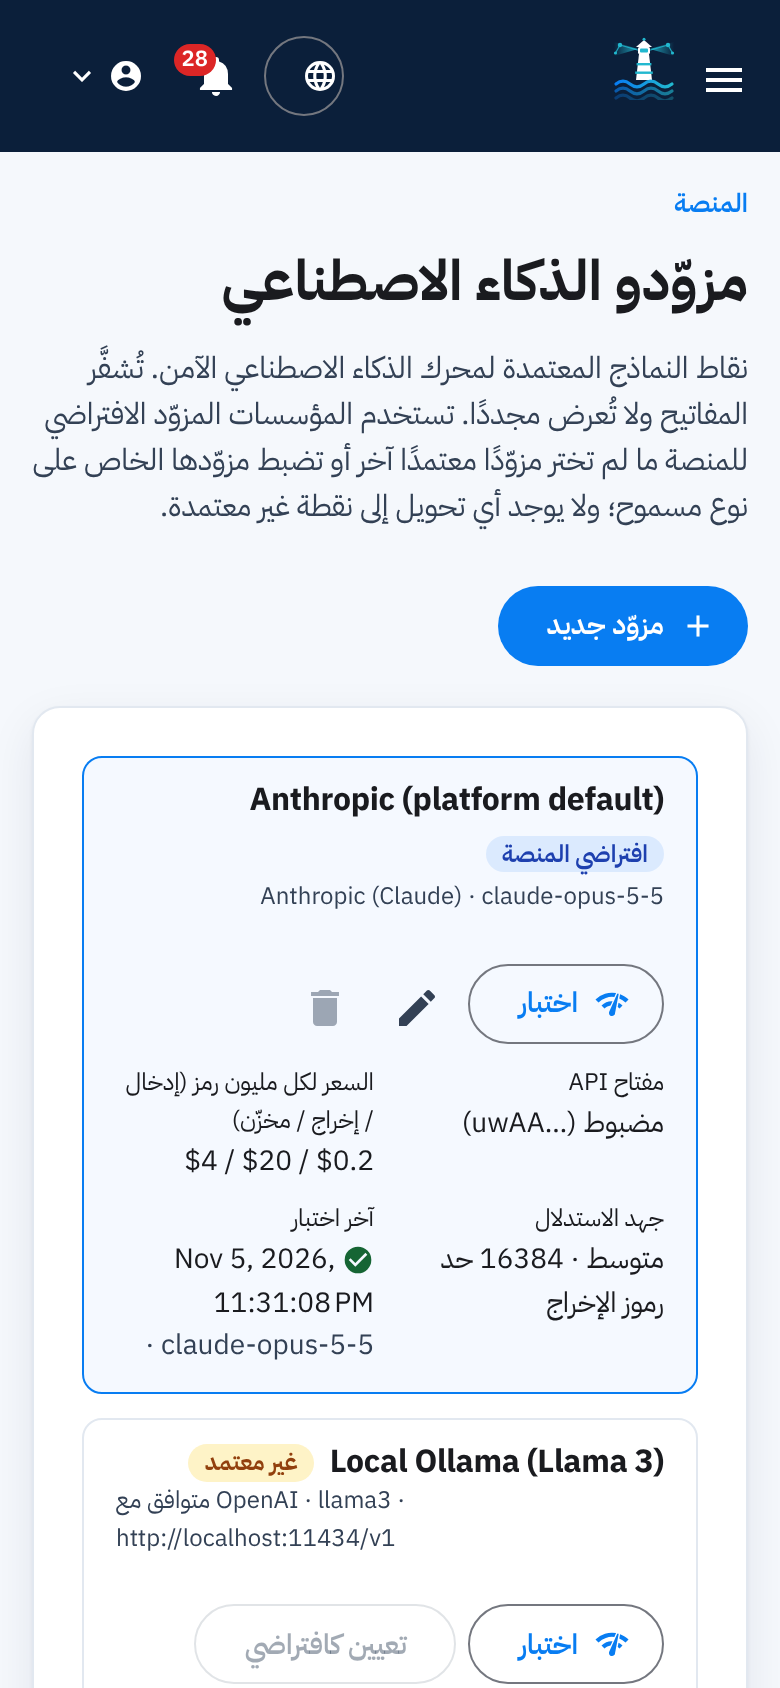 28
المنصة
مزوّدو الذكاء الاصطناعي
نقاط النماذج المعتمدة لمحرك الذكاء الاصطناعي الآمن. تُشفَّر
المفاتيح ولا تُعرض مجددًا. تستخدم المؤسسات المزوّد الافتراضي
للمنصة ما لم تختر مزوّدًا معتمدًا آخر أو تضبط مزوّدها الخاص على
نوع مسموح؛ ولا يوجد أي تحويل إلى نقطة غير معتمدة.
مزوّد جديد
Anthropic (platform default)
افتراضي المنصة
Anthropic (Claude) · claude-opus-5-5
اختبار
مفتاح API
مضبوط (...uwAA)
السعر لكل مليون رمز (إدخال
/ إخراج / مخزّن)
$4 / $20 / $0.2
جهد الاستدلال
متوسط · 16384 حد
رموز الإخراج
آخر اختبار
Nov 5, 2026,
11:31:08 PM
· claude-opus-5-5
Local Ollama (Llama 3)
غير معتمد
متوافق مع OpenAI · llama3 ·
http://localhost:11434/v1
اختبار
تعيين كافتراضي